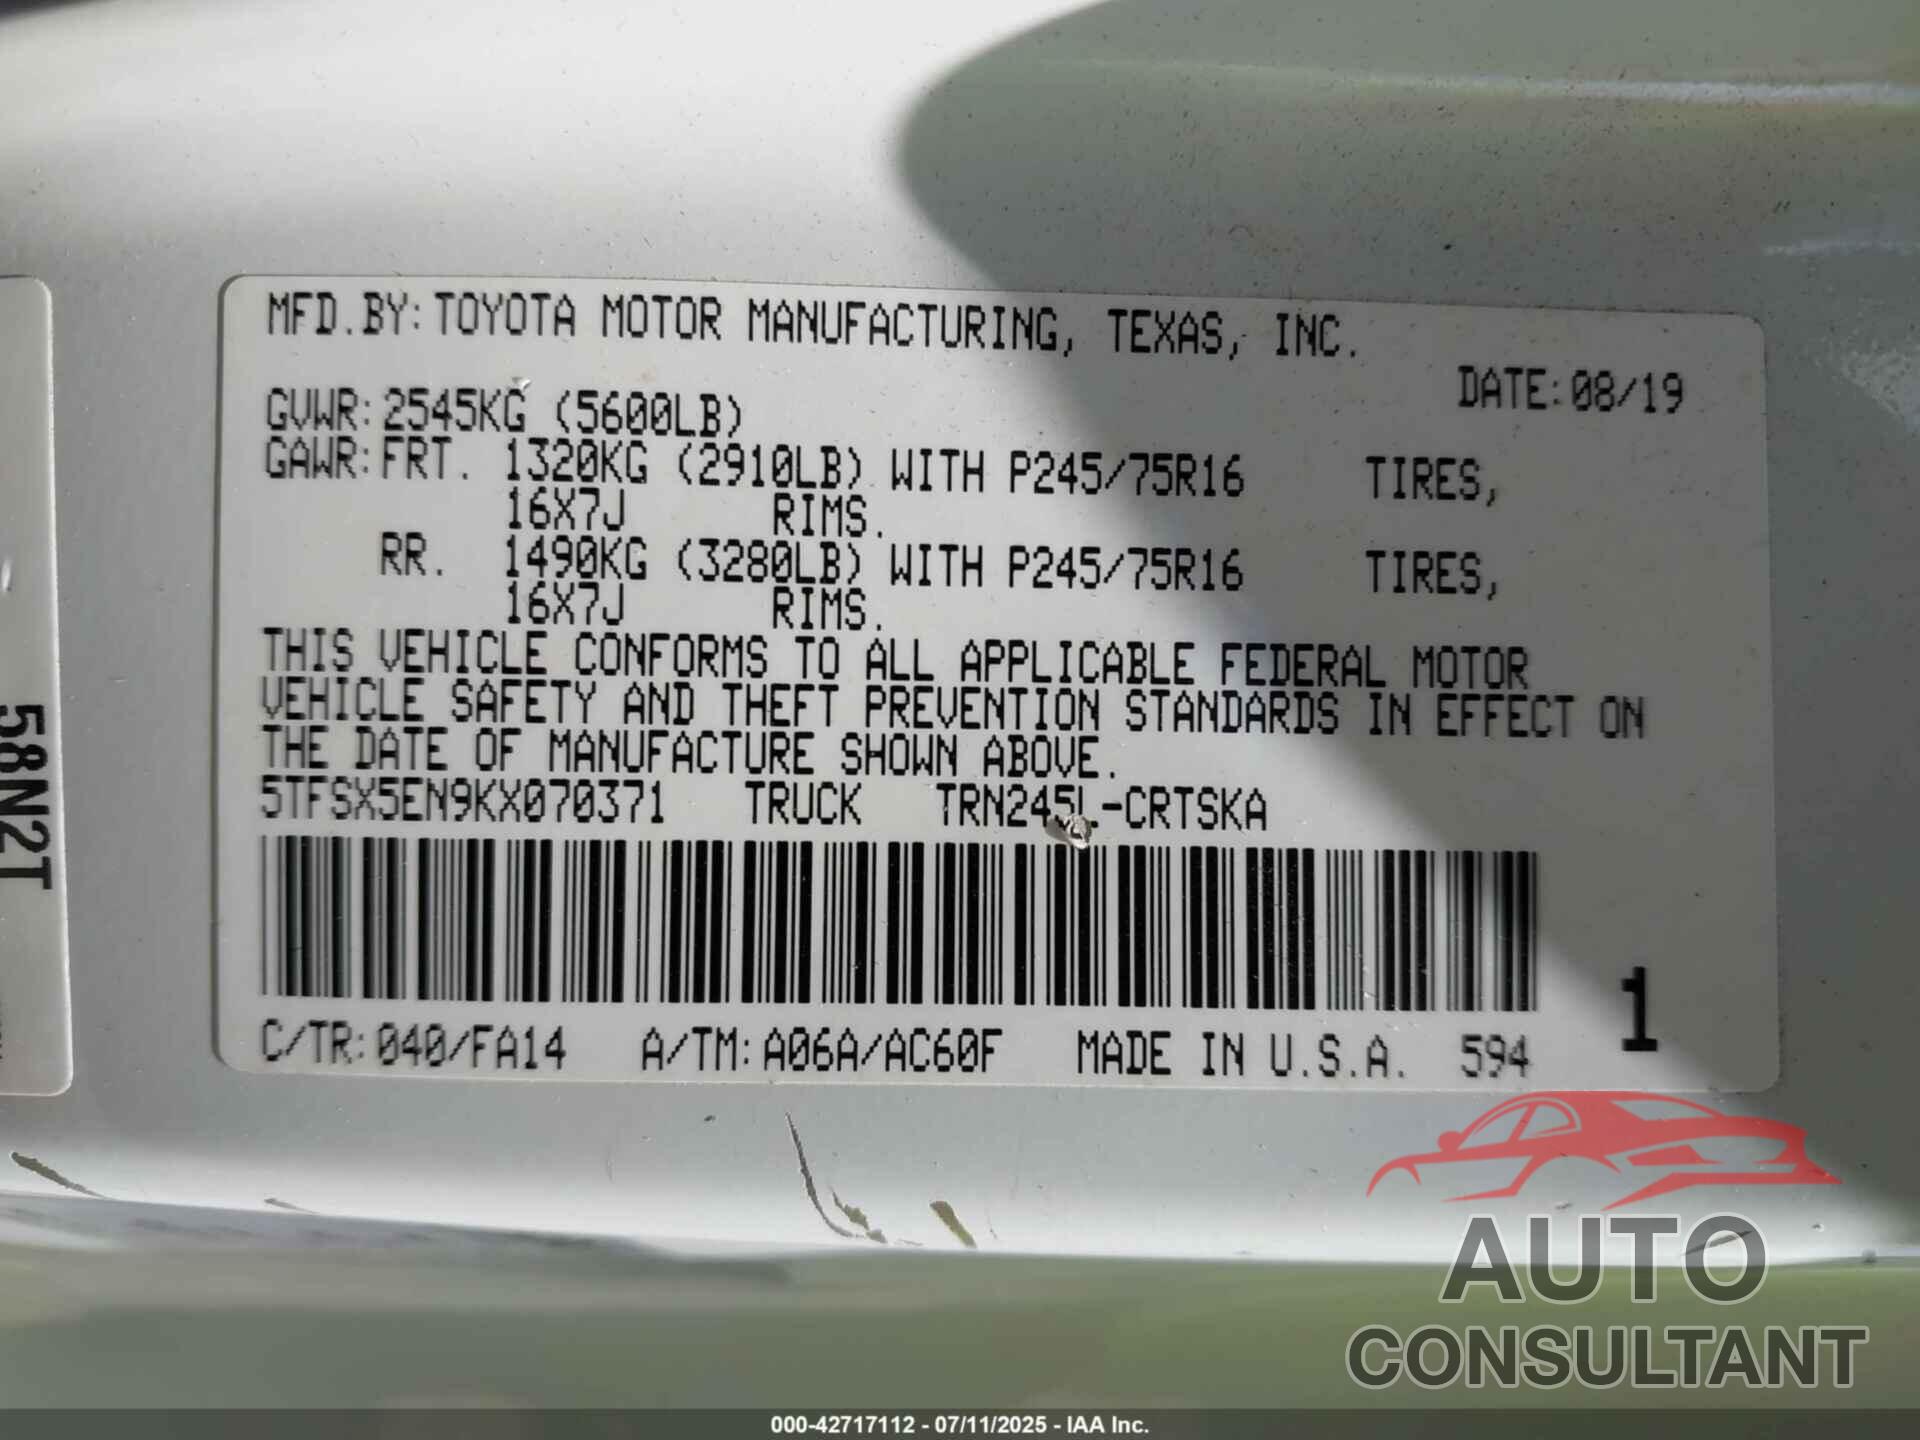 MFD.BY:TOYOTA MOTOR MANUFACTURING, TEXAS, INC.
DATE:08/19
GVWR:2545KG (5600LB)
GAWR:FRT. 1320KG (2910LB) WITH P245/75R16 TIRES,
16X7J RIMS.
RR. 1490KG (3280LB) WITH P245/75R16 TIRES,
16X7J RIMS.
THIS VEHICLE CONFORMS TO ALL APPLICABLE FEDERAL MOTOR
VEHICLE SAFETY AND THEFT PREVENTION STANDARDS IN EFFECT ON
THE DATE OF MANUFACTURE SHOWN ABOVE.
5TFSX5EN9KX070371 TRUCK TRN245L-CRTSKA
C/TR:040/FA14 A/TM:A06A/AC60F MADE IN U.S.A. 594
1
58N2T
AUTO
CONSULTANT
000-42717112 - 07/11/2025 - IAA Inc.